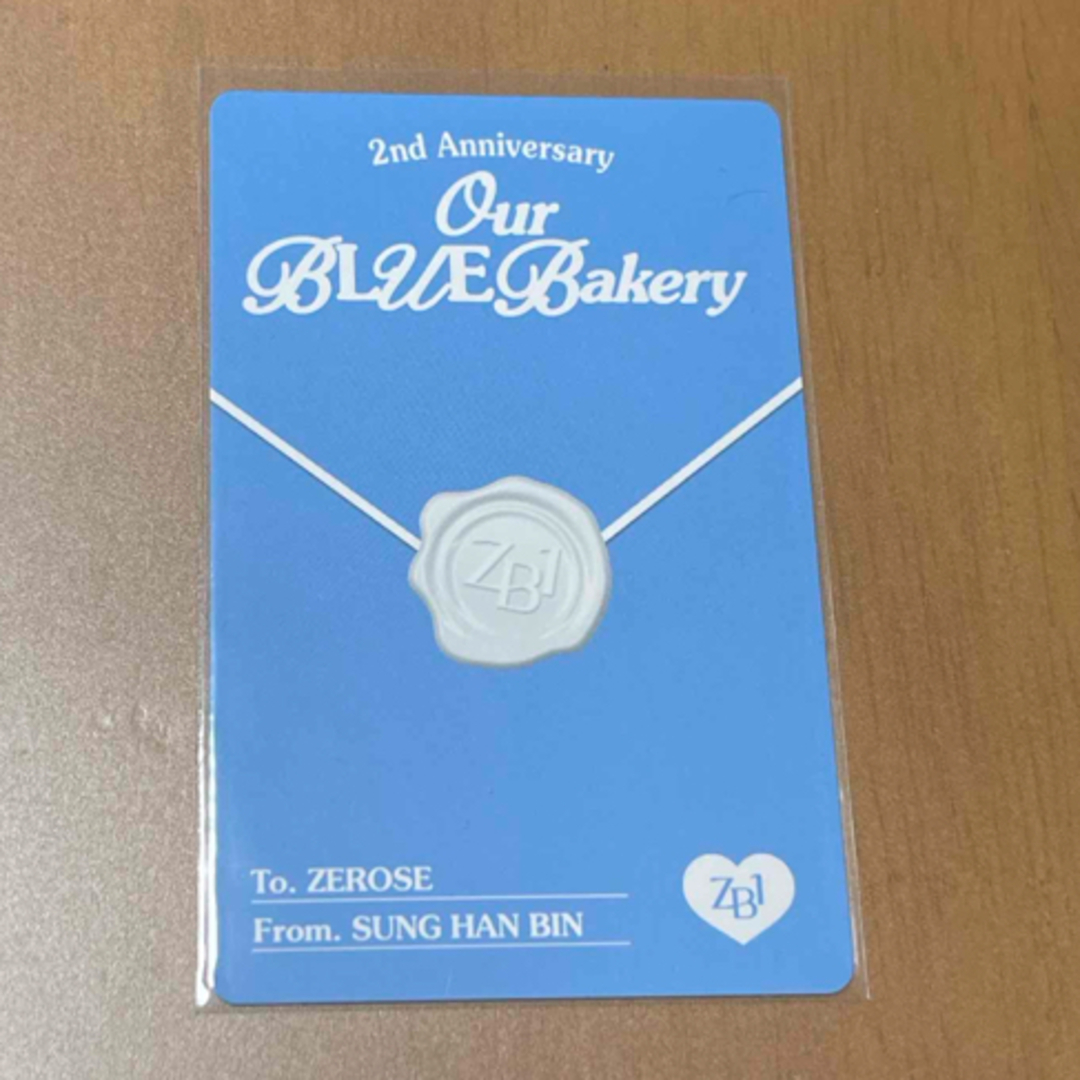 2nd Anniversary
Our
BLUE Bakery
ZB1
To. ZEROSE
From. SUNG HAN BIN
ZB1